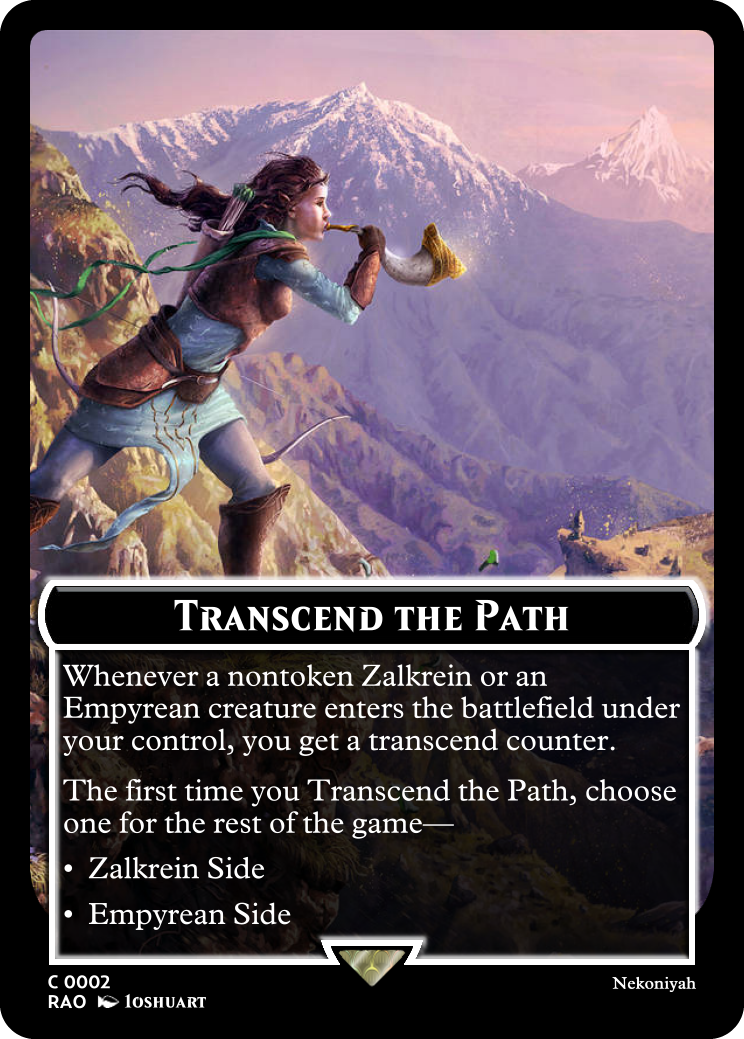 Transcend the Path
Whenever a nontoken Zalkrein or an
Empyrean creature enters the battlefield under
your control, you get a transcend counter.
The first time you Transcend the Path, choose
one for the rest of the game—
• Zalkrein Side
• Empyrean Side
C 0002
RAO 1oshuart
Nekoniyah